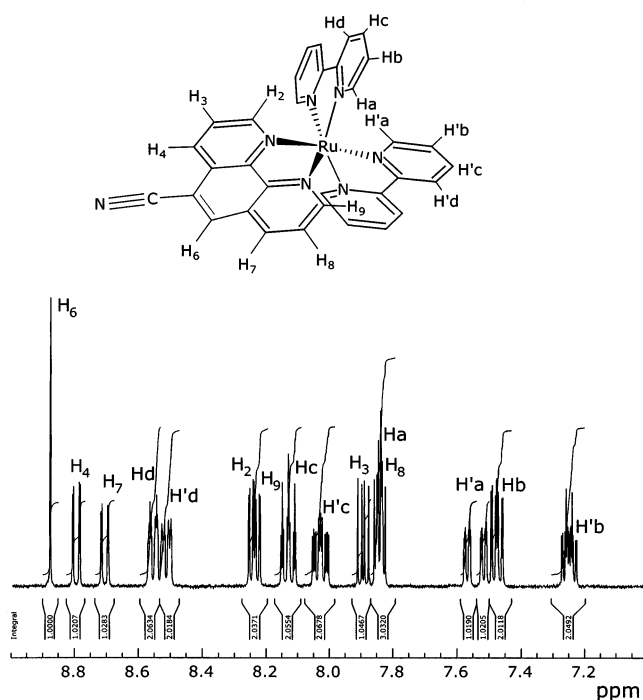 Hd Hc
Hb
H3 H2
Ha
H'a
N N
H'b
H4 N Ru
N H'c
N≡C N N
H'd
H9
H6
H7 H8
H6
H4 H7 Hd H'd H2 H9 Hc H'c H3 Ha H8 H'a Hb H'b
Integral
1.0000 1.0207 1.0283 2.0634 2.0184 2.0371 2.0554 2.0678 1.0467 3.0320 1.0190 1.0205 2.0118 2.0492
8.8 8.6 8.4 8.2 8.0 7.8 7.6 7.4 7.2
ppm